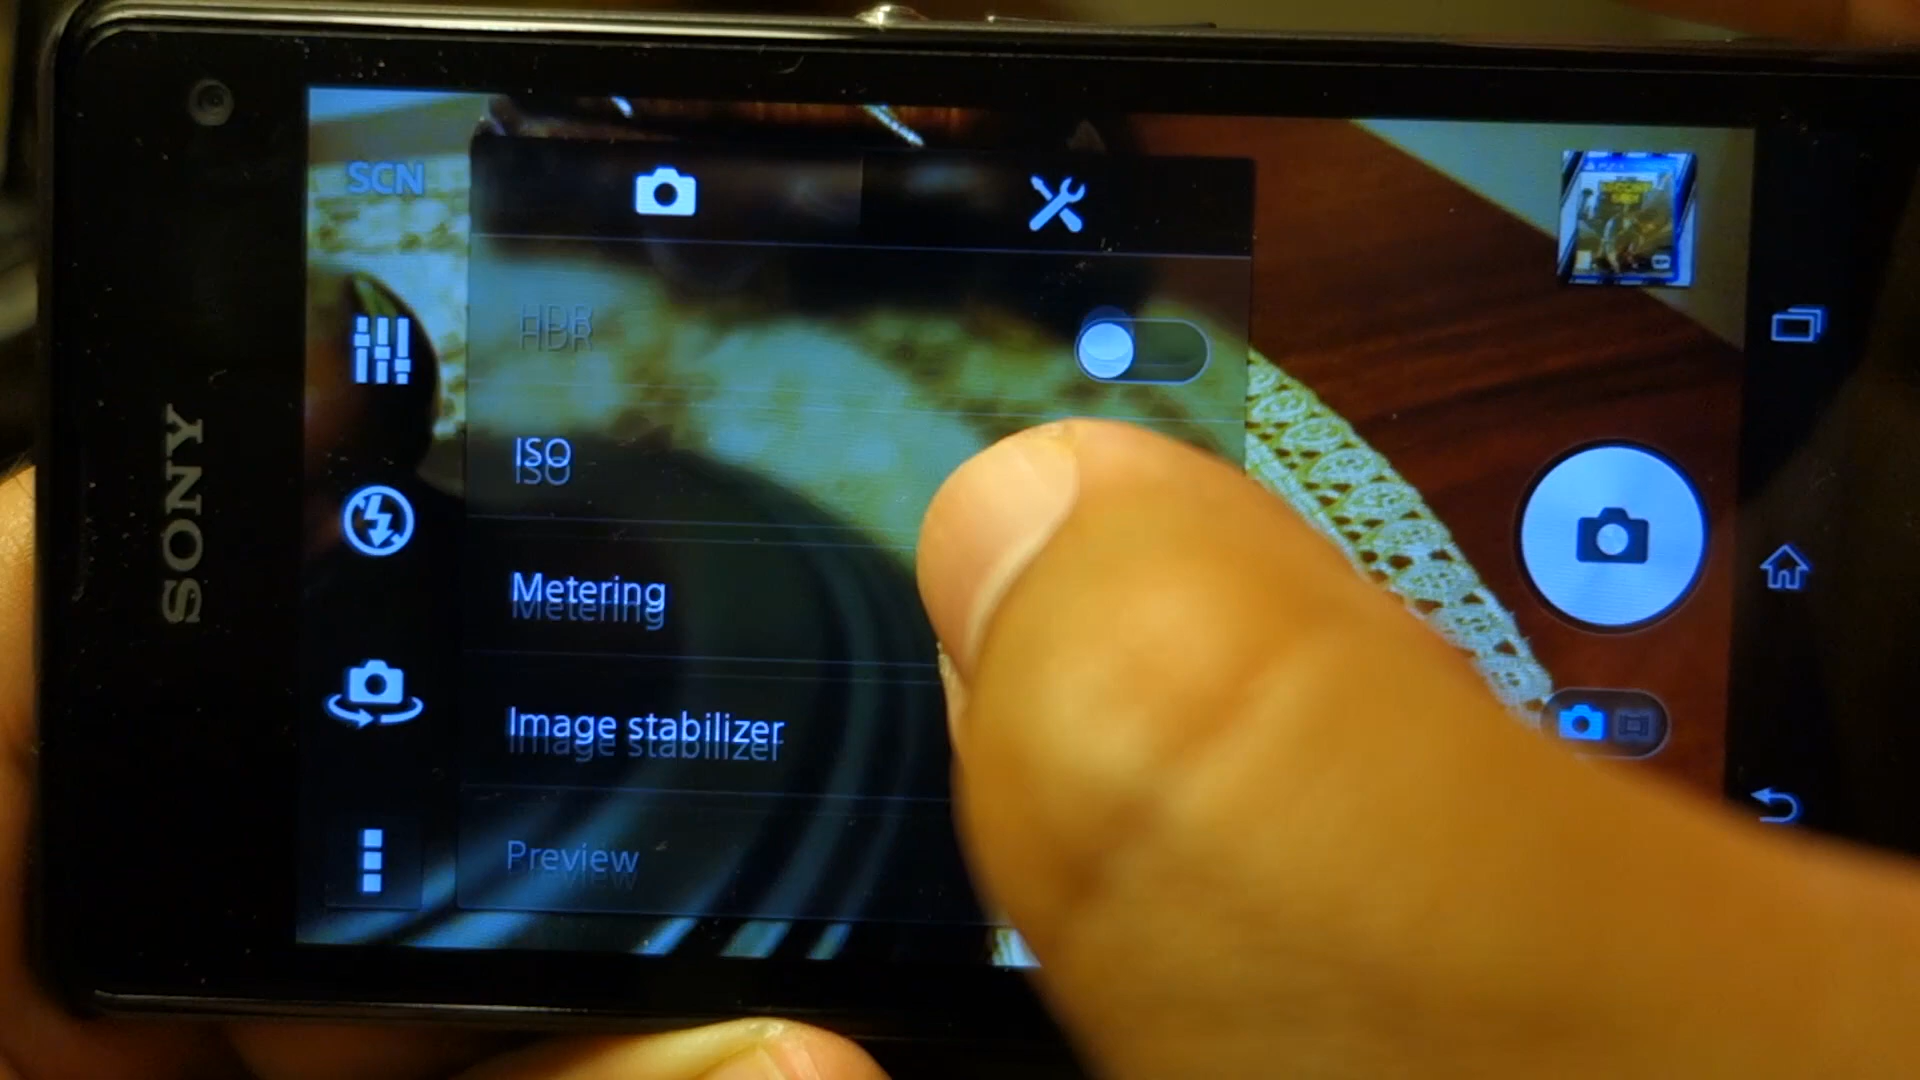 SONY
SCN
HDR
ISO
Metering
Image stabilizer
Preview